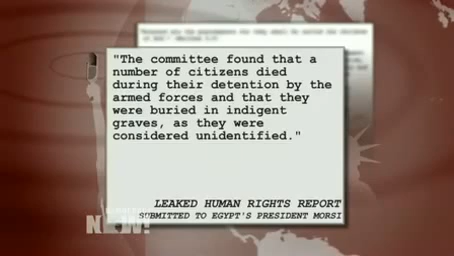 "The committee found that a
number of citizens died
during their detention by the
armed forces and that they
were buried in indigent
graves, as they were
considered unidentified."
LEAKED HUMAN RIGHTS REPORT
SUBMITTED TO EGYPT'S PRESIDENT MORSI
NEW!